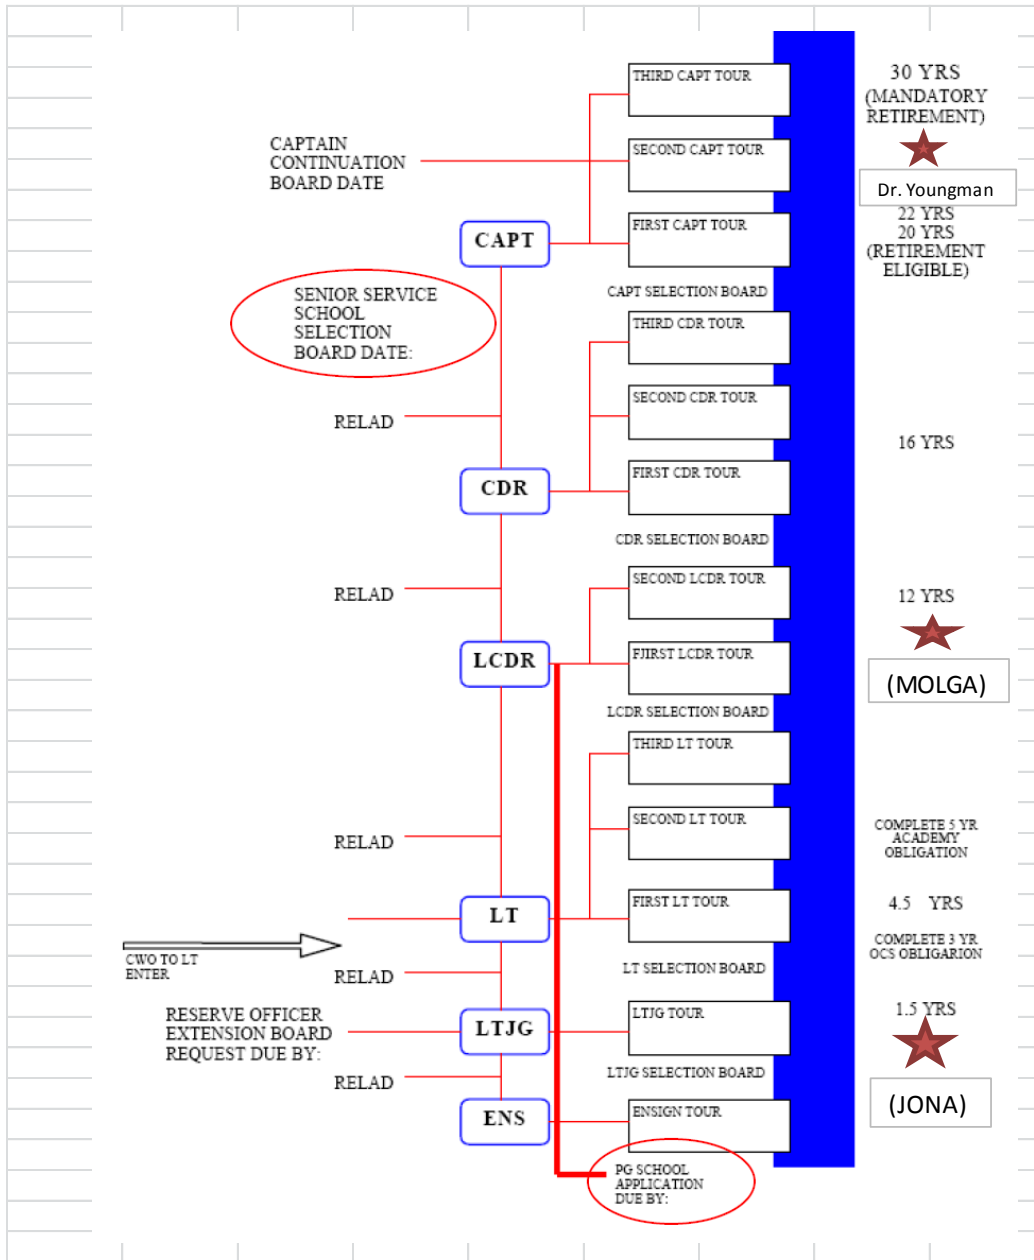 THIRD CAPT TOUR
30 YRS
(MANDATORY
RETIREMENT)
CAPTAIN
CONTINUATION
BOARD DATE
SECOND CAPT TOUR
Dr. Youngman
CAPT
FIRST CAPT TOUR
22 YRS
20 YRS
(RETIREMENT
ELIGIBLE)
SENIOR SERVICE
SCHOOL
SELECTION
BOARD DATE:
CAPT SELECTION BOARD
THIRD CDR TOUR
RELAD
SECOND CDR TOUR
16 YRS
CDR
FIRST CDR TOUR
CDR SELECTION BOARD
RELAD
SECOND LCDR TOUR
12 YRS
LCDR
FJIRST LCDR TOUR
(MOLGA)
LCDR SELECTION BOARD
THIRD LT TOUR
RELAD
SECOND LT TOUR
COMPLETE 5 YR
ACADEMY
OBLIGATION
LT
FIRST LT TOUR
4.5 YRS
CWO TO LT
ENTER
COMPLETE 3 YR
OCS OBLIGARION
RELAD
LT SELECTION BOARD
RESERVE OFFICER
EXTENSION BOARD
REQUEST DUE BY:
LTJG
LTJG TOUR
1.5 YRS
RELAD
LTJG SELECTION BOARD
(JONA)
ENS
ENSIGN TOUR
PG SCHOOL
APPLICATION
DUE BY: